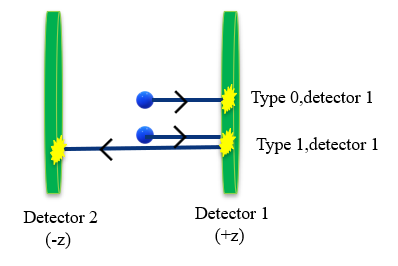 Type 0,detector 1
Type 1,detector 1
Detector 2
(-z)
Detector 1
(+z)